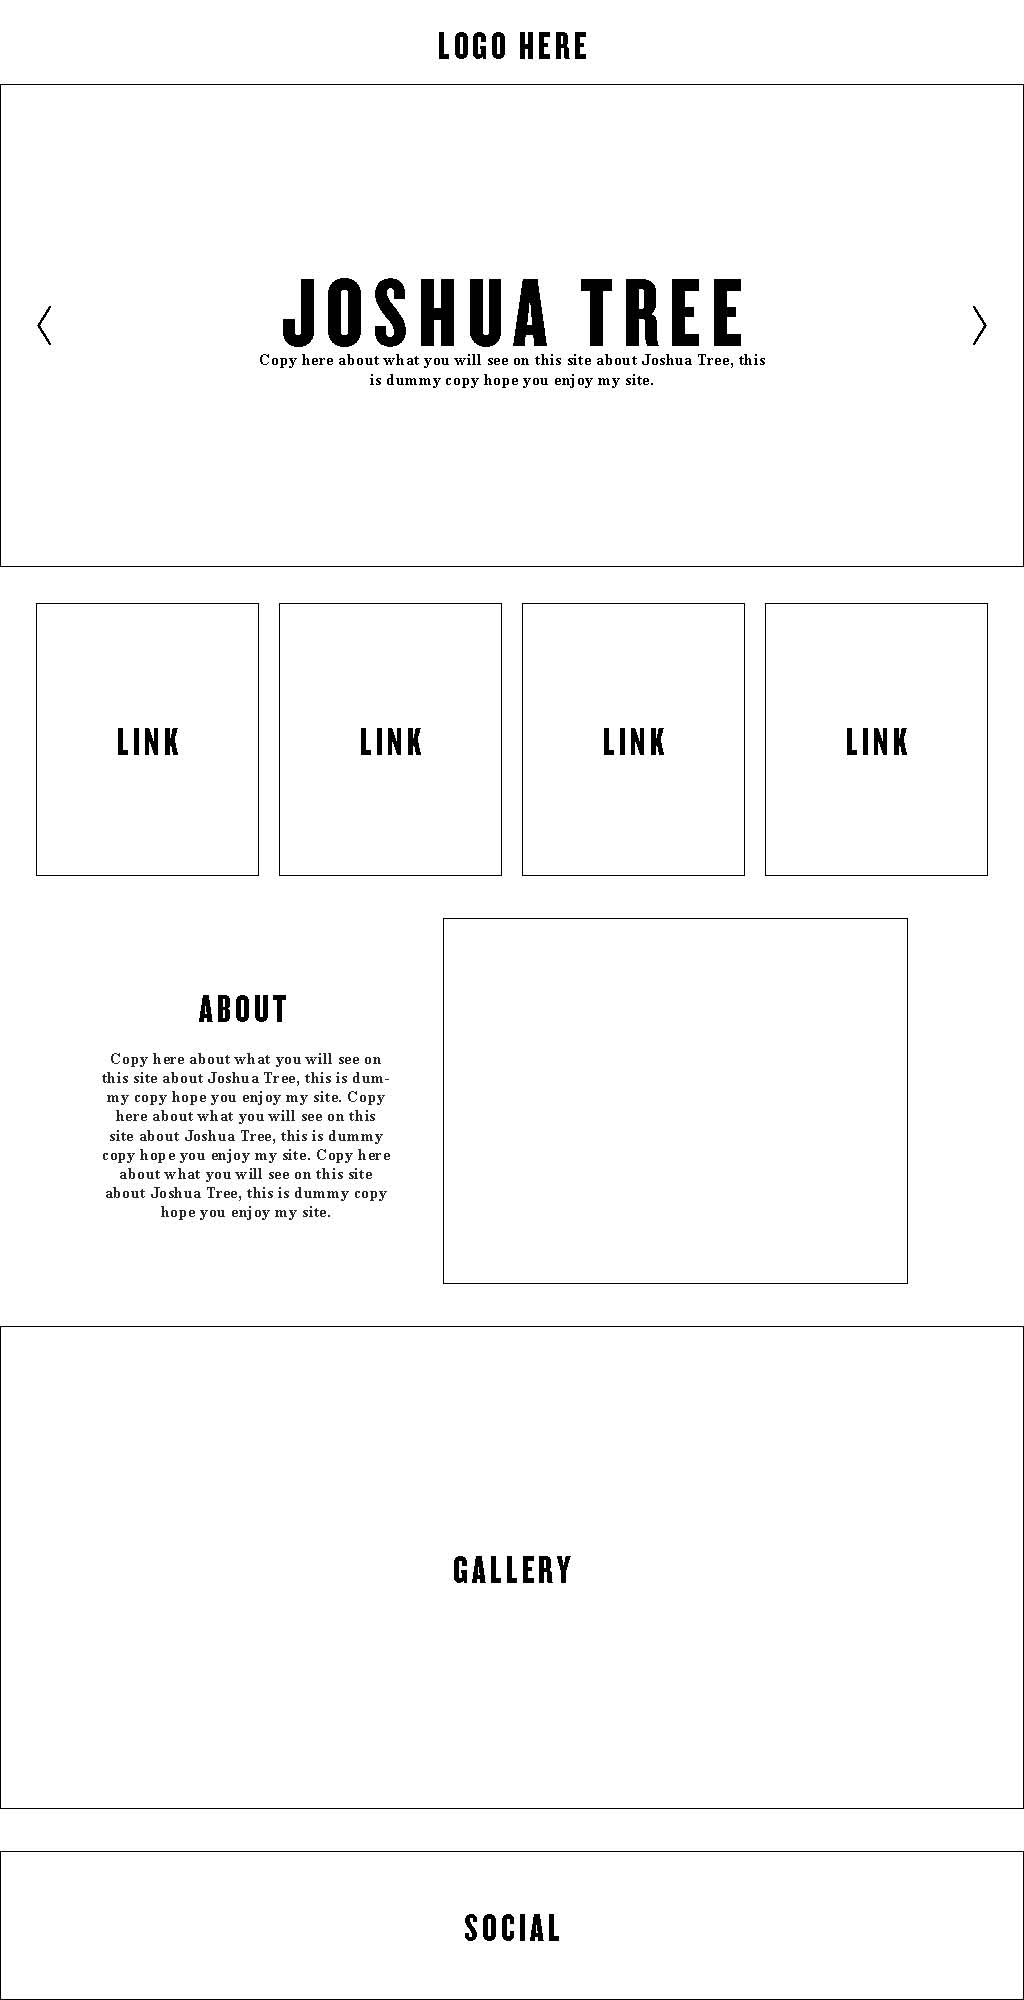 LOGO HERE
JOSHUA TREE
Copy here about what you will see on this site about Joshua Tree, this
is dummy copy hope you enjoy my site.
LINK
LINK
LINK
LINK
ABOUT
Copy here about what you will see on
this site about Joshua Tree, this is dum-
my copy hope you enjoy my site. Copy
here about what you will see on this
site about Joshua Tree, this is dummy
copy hope you enjoy my site. Copy here
about what you will see on this site
about Joshua Tree, this is dummy copy
hope you enjoy my site.
GALLERY
SOCIAL